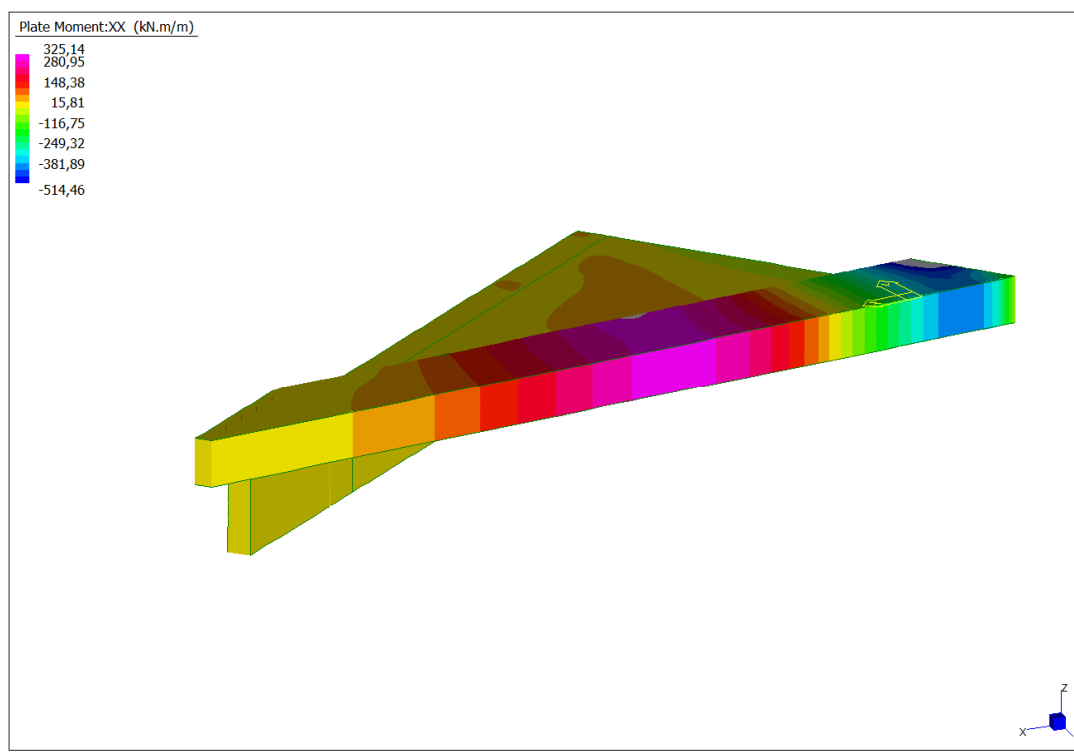 Plate Moment:XX (kN.m/m)
325,14
280,95
148,38
15,81
-116,75
-249,32
-381,89
-514,46
Z
X